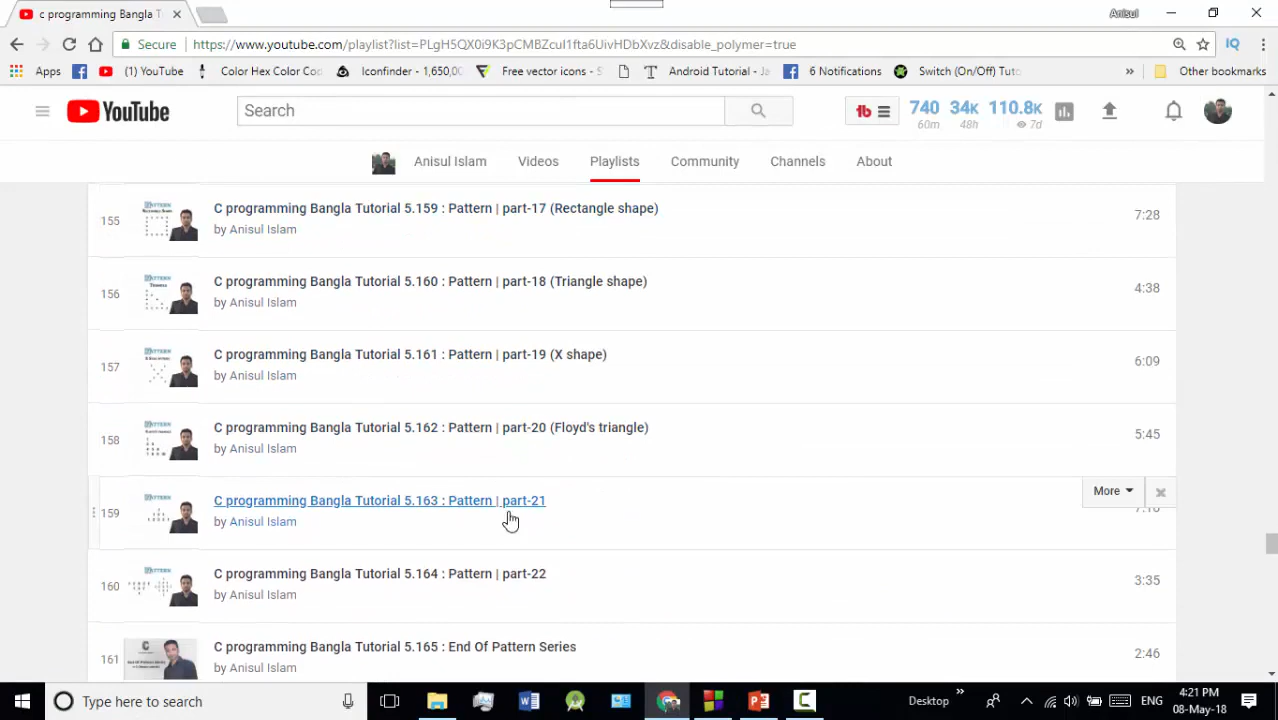 c programming Bangla T
Anisul
Secure
https://www.youtube.com/playlist?list=PLgH5QX0i9K3pCMBZcuI1fta6UivHDbXvz&disable_polymer=true
Apps
(1) YouTube
Color Hex Color Cod
Iconfinder - 1,650,00
Free vector icons - S
Android Tutorial - Ja
6 Notifications
Switch (On/Off) Tuto
»
Other bookmarks
YouTube
Search
740 34K 110.8K
60m 48h 7d
Anisul Islam Videos Playlists Community Channels About
155 C programming Bangla Tutorial 5.159 : Pattern | part-17 (Rectangle shape) 7:28
by Anisul Islam
156 C programming Bangla Tutorial 5.160 : Pattern | part-18 (Triangle shape) 4:38
by Anisul Islam
157 C programming Bangla Tutorial 5.161 : Pattern | part-19 (X shape) 6:09
by Anisul Islam
158 C programming Bangla Tutorial 5.162 : Pattern | part-20 (Floyd's triangle) 5:45
by Anisul Islam
159 C programming Bangla Tutorial 5.163 : Pattern | part-21 More
by Anisul Islam
160 C programming Bangla Tutorial 5.164 : Pattern | part-22 3:35
by Anisul Islam
161 C programming Bangla Tutorial 5.165 : End Of Pattern Series 2:46
by Anisul Islam
Type here to search
Desktop
ENG
4:21 PM
08-May-18